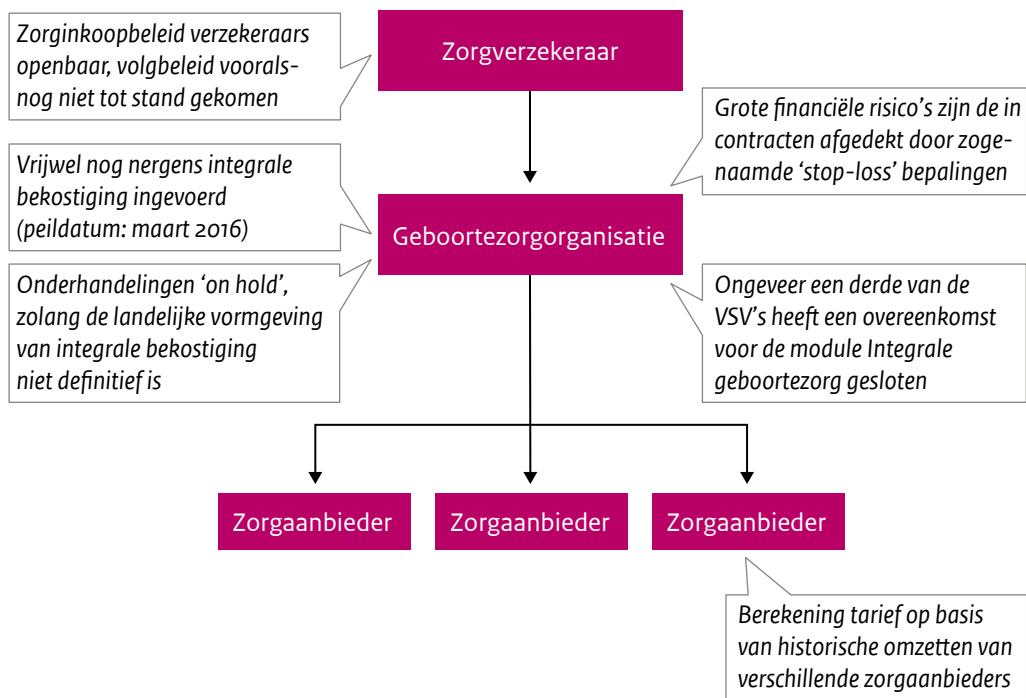 Zorginkoopbeleid verzekeraars
openbaar, volgbeleid voorals-
nog niet tot stand gekomen
Zorgverzekeraar
Grote financiële risico’s zijn de in
contracten afgedekt door zoge-
naamde ‘stop-loss’ bepalingen
Vrijwel nog nergens integrale
bekostiging ingevoerd
(peildatum: maart 2016)
Geboortezorgorganisatie
Onderhandelingen ‘on hold’,
zolang de landelijke vormgeving
van integrale bekostiging
niet definitief is
Ongeveer een derde van de
VSV’s heeft een overeenkomst
voor de module Integrale
geboortezorg gesloten
Zorgaanbieder
Zorgaanbieder
Zorgaanbieder
Berekening tarief op basis
van historische omzetten van
verschillende zorgaanbieders